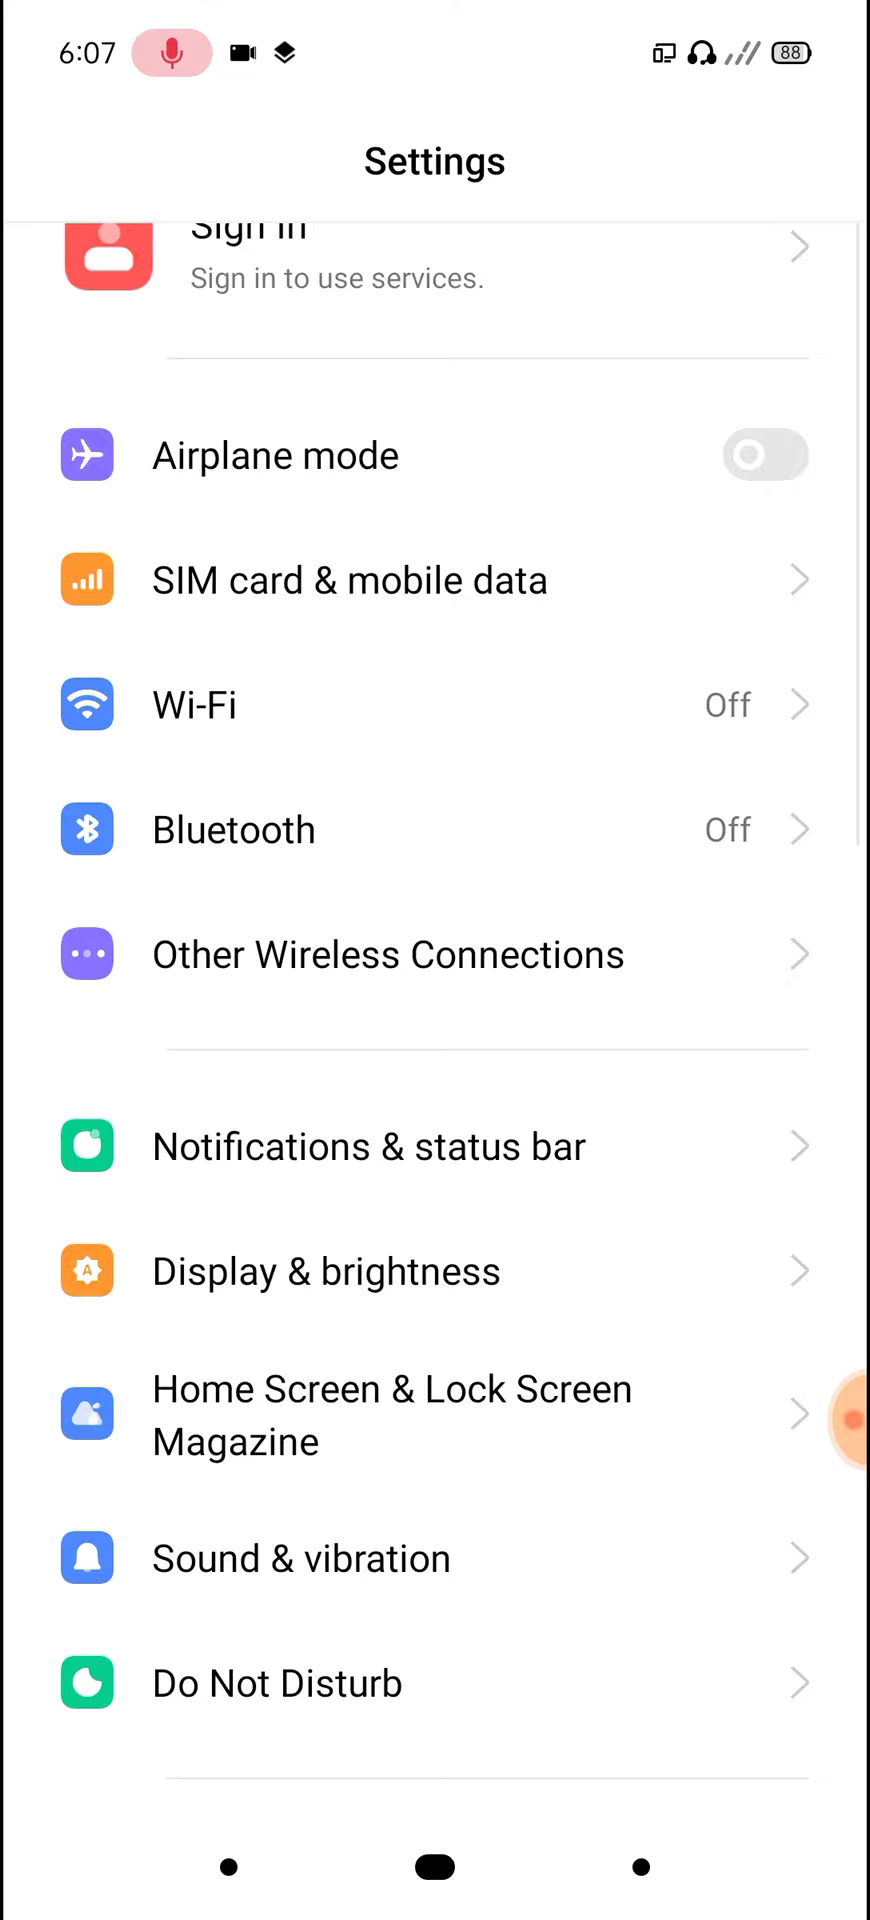 6:07
88
Settings
Sign in
Sign in to use services.
Airplane mode
SIM card & mobile data
Wi-Fi
Off
Bluetooth
Off
Other Wireless Connections
Notifications & status bar
A
Display & brightness
Home Screen & Lock Screen
Magazine
Sound & vibration
Do Not Disturb